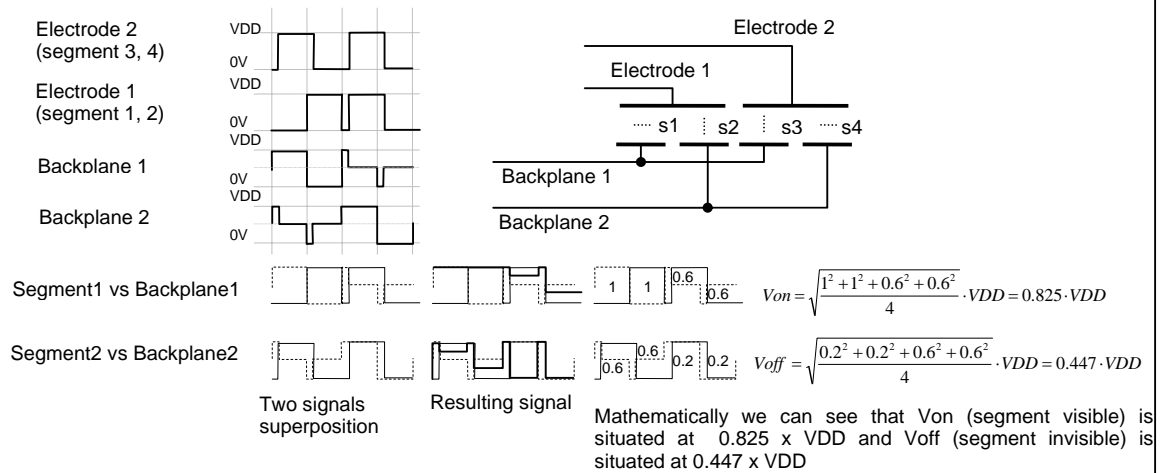 Electrode 2
(segment 3, 4)
VDD
0V
Electrode 1
(segment 1, 2)
VDD
0V
Backplane 1
VDD
0V
Backplane 2
VDD
0V
Electrode 2
Electrode 1
s1 s2 s3 s4
Backplane 1
Backplane 2
Segment1 vs Backplane1
1 1 0.6 0.6
Von = √((1² + 1² + 0.6² + 0.6²)/4) · VDD = 0.825 · VDD
Segment2 vs Backplane2
0.6 0.6 0.2 0.2
Voff = √((0.2² + 0.2² + 0.6² + 0.6²)/4) · VDD = 0.447 · VDD
Two signals
superposition
Resulting signal
Mathematically we can see that Von (segment visible) is
situated at 0.825 x VDD and Voff (segment invisible) is
situated at 0.447 x VDD